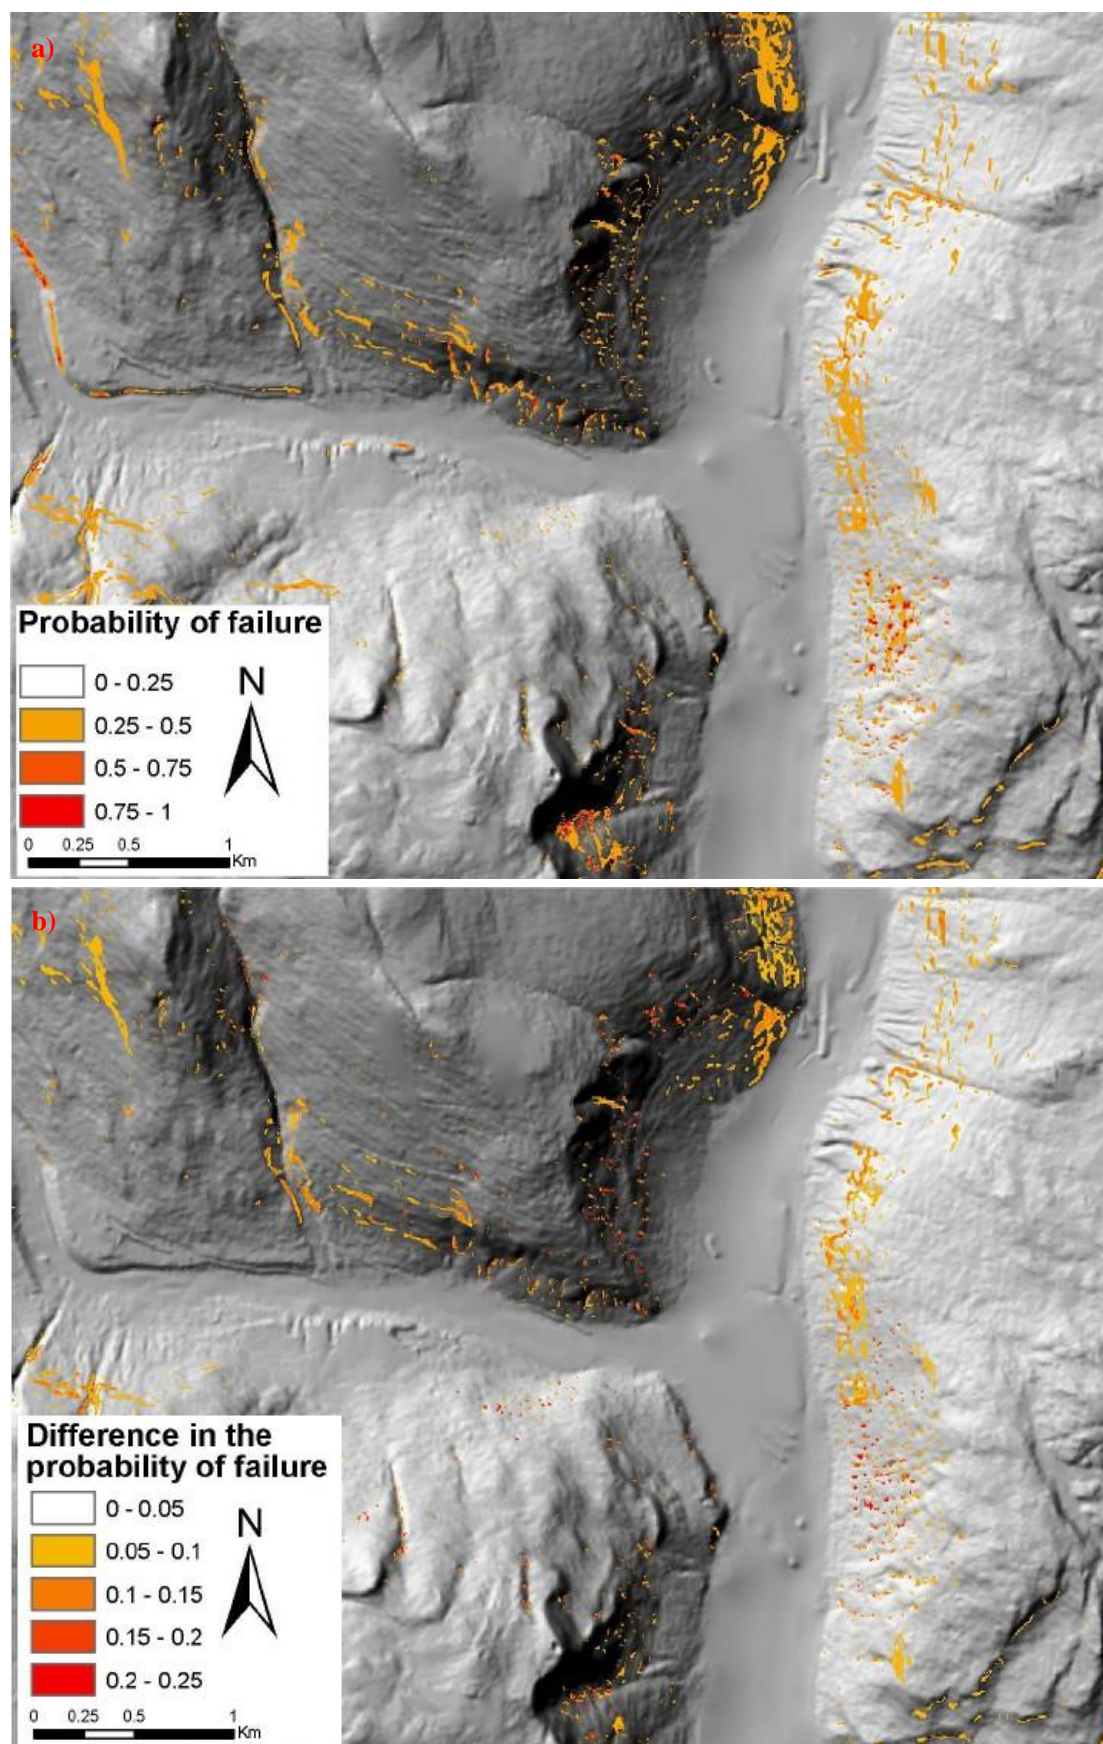 a)
Probability of failure
0 - 0.25
0.25 - 0.5
0.5 - 0.75
0.75 - 1
N
0 0.25 0.5 1
Km
b)
Difference in the
probability of failure
0 - 0.05
0.05 - 0.1
0.1 - 0.15
0.15 - 0.2
0.2 - 0.25
N
0 0.25 0.5 1
Km